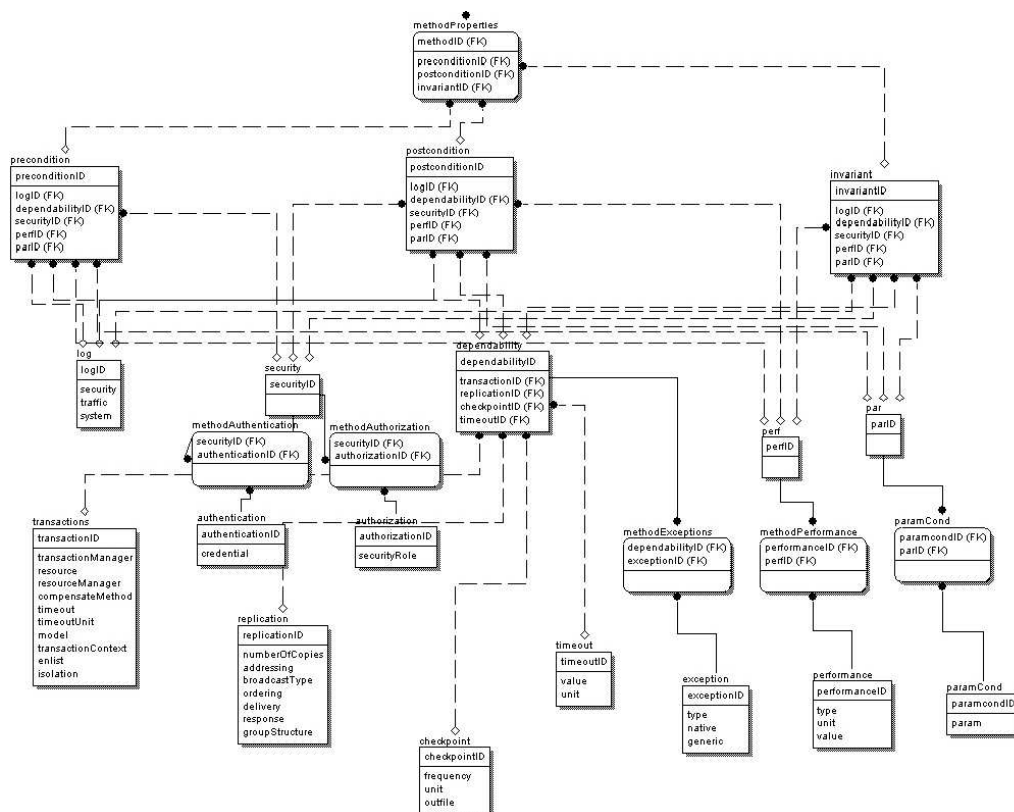 methodProperties
methodID (FK)
preconditionID (FK)
postconditionID (FK)
invariantID (FK)
precondition
preconditionID
logID (FK)
dependabilityID (FK)
securityID (FK)
perfID (FK)
parID (FK)
postcondition
postconditionID
logID (FK)
dependabilityID (FK)
securityID (FK)
perfID (FK)
parID (FK)
invariant
invariantID
logID (FK)
dependabilityID (FK)
securityID (FK)
perfID (FK)
parID (FK)
log
logID
security
traffic
system
security
securityID
dependability
dependabilityID
transactionID (FK)
replicationID (FK)
checkpointID (FK)
timeoutID (FK)
perf
perfID
par
parID
methodAuthentication
securityID (FK)
authenticationID (FK)
methodAuthorization
securityID (FK)
authorizationID (FK)
transactions
transactionID
transactionManager
resource
resourceManager
compensateMethod
timeout
timeoutUnit
model
transactionContext
enlist
isolation
authentication
authenticationID
credential
authorization
authorizationID
securityRole
methodExceptions
dependabilityID (FK)
exceptionID (FK)
methodPerformance
performanceID (FK)
perfID (FK)
paramCond
paramcondID (FK)
parID (FK)
replication
replicationID
numberOfCopies
addressing
broadcastType
ordering
delivery
response
groupStructure
timeout
timeoutID
value
unit
exception
exceptionID
type
native
generic
performance
performanceID
type
unit
value
paramCond
paramcondID
param
checkpoint
checkpointID
frequency
unit
outfile